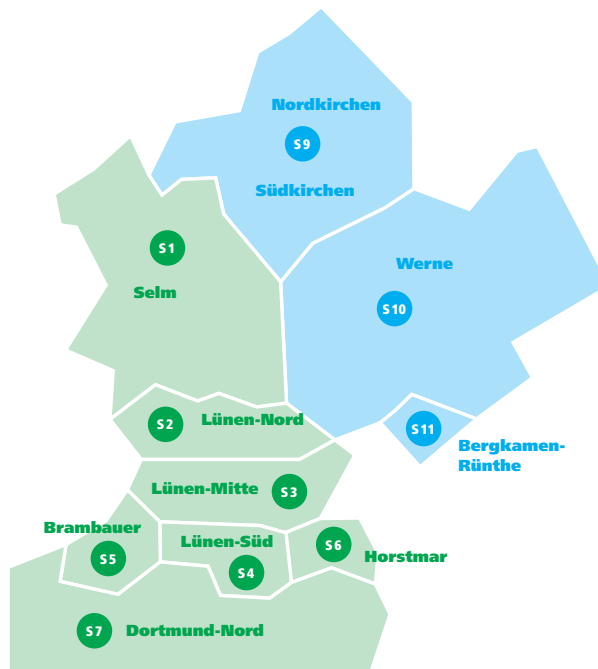 Nordkirchen
S9
Südkirchen
S1
Werne
Selm
S10
S2
Lünen-Nord
S11
Bergkamen-
Rünthe
Lünen-Mitte
S3
Brambauer
Lünen-Süd
S6
S5
Horstmar
S4
S7
Dortmund-Nord